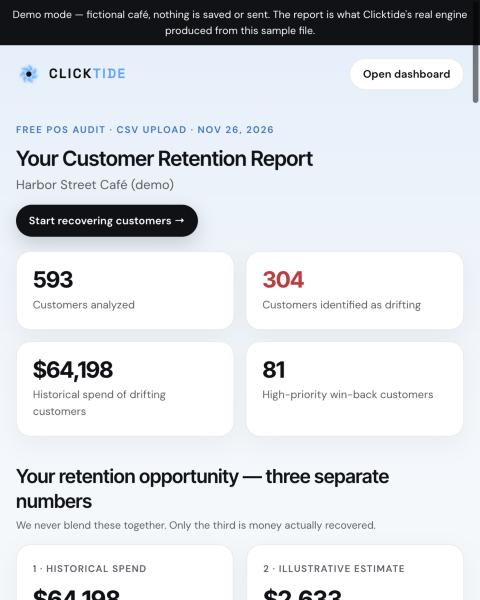 Demo mode — fictional café, nothing is saved or sent. The report is what Clicktide's real engine
produced from this sample file.
CLICKTIDE
Open dashboard
FREE POS AUDIT · CSV UPLOAD · NOV 26, 2026
Your Customer Retention Report
Harbor Street Café (demo)
Start recovering customers →
593
Customers analyzed
304
Customers identified as drifting
$64,198
Historical spend of drifting
customers
81
High-priority win-back customers
Your retention opportunity — three separate
numbers
We never blend these together. Only the third is money actually recovered.
1 · HISTORICAL SPEND
$64,198
2 · ILLUSTRATIVE ESTIMATE
$2,633